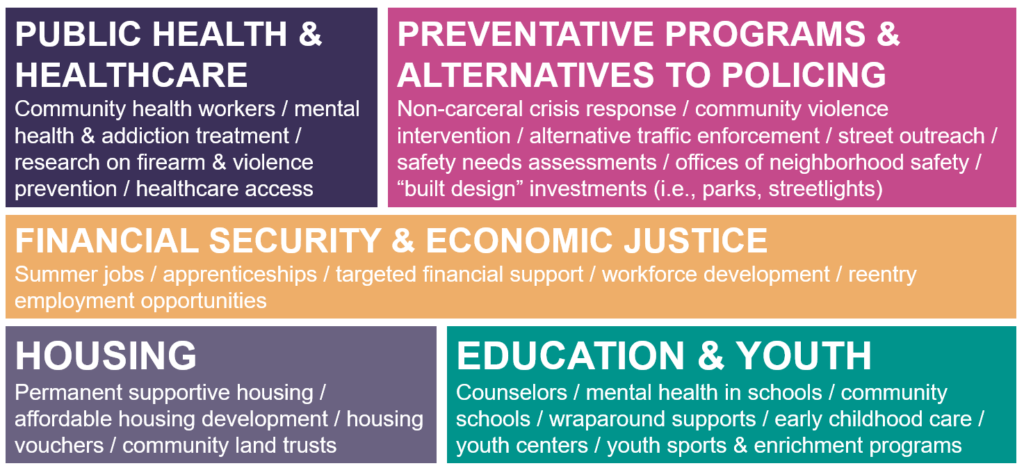 PUBLIC HEALTH &
HEALTHCARE
Community health workers / mental
health & addiction treatment /
research on firearm & violence
prevention / healthcare access
PREVENTATIVE PROGRAMS &
ALTERNATIVES TO POLICING
Non-carceral crisis response / community violence
intervention / alternative traffic enforcement / street outreach /
safety needs assessments / offices of neighborhood safety /
“built design” investments (i.e., parks, streetlights)
FINANCIAL SECURITY & ECONOMIC JUSTICE
Summer jobs / apprenticeships / targeted financial support / workforce development / reentry
employment opportunities
HOUSING
Permanent supportive housing /
affordable housing development / housing
vouchers / community land trusts
EDUCATION & YOUTH
Counselors / mental health in schools / community
schools / wraparound supports / early childhood care /
youth centers / youth sports & enrichment programs